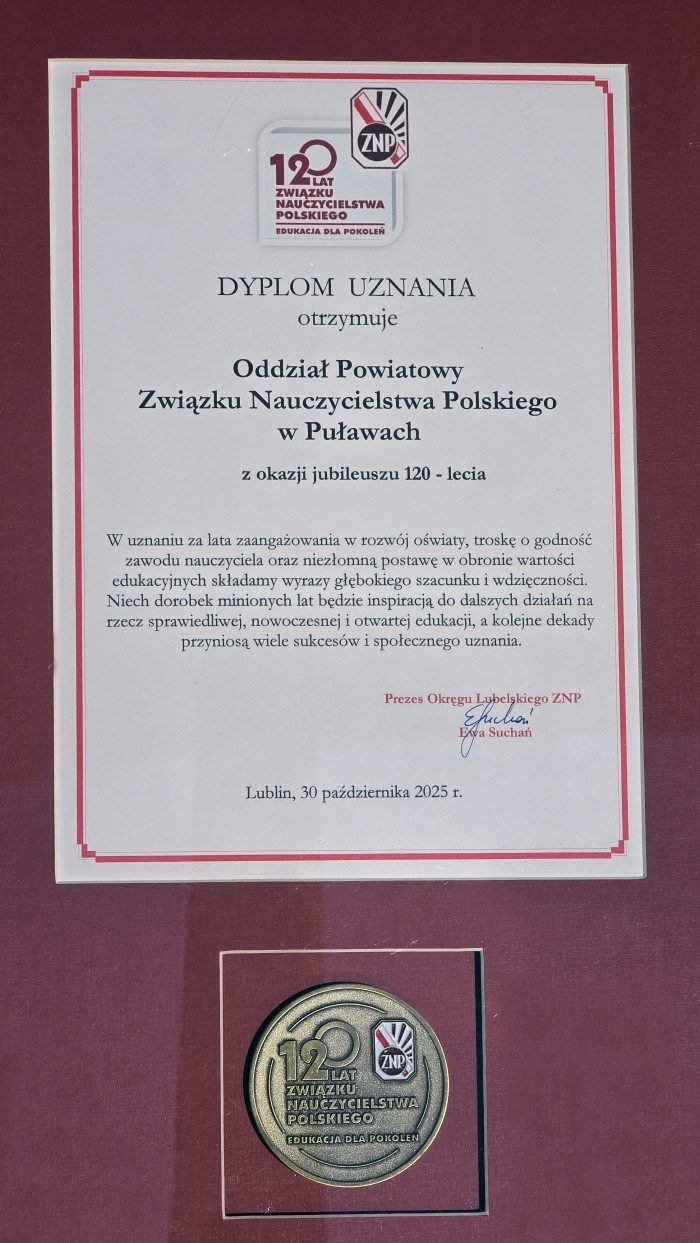 ZNP
120
LAT
ZWIĄZKU
NAUCZYCIELSTWA
POLSKIEGO
EDUKACJA DLA POKOLEŃ
DYPLOM UZNANIA
otrzymuje
Oddział Powiatowy
Związku Nauczycielstwa Polskiego
w Puławach
z okazji jubileuszu 120 - lecia
W uznaniu za lata zaangażowania w rozwój oświaty, troskę o godność
zawodu nauczyciela oraz niezłomną postawę w obronie wartości
edukacyjnych składamy wyrazy głębokiego szacunku i wdzięczności.
Niech dorobek minionych lat będzie inspiracją do dalszych działań na
rzecz sprawiedliwej, nowoczesnej i otwartej edukacji, a kolejne dekady
przyniosą wiele sukcesów i społecznego uznania.
Prezes Okręgu Lubelskiego ZNP
ESuchań
Ewa Suchań
Lublin, 30 października 2025 r.
120
LAT
ZNP
ZWIĄZKU
NAUCZYCIELSTWA
POLSKIEGO
EDUKACJA DLA POKOLEŃ